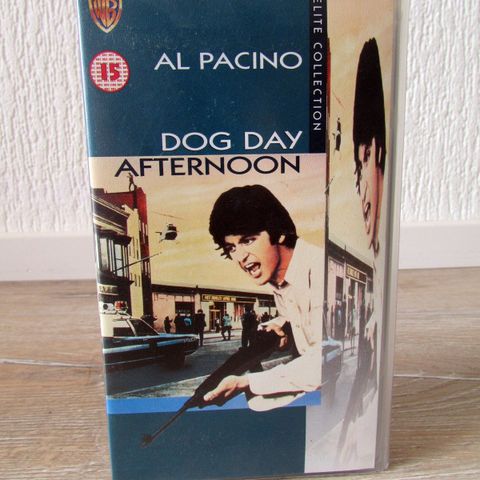 WB
15
AL PACINO
DOG DAY
AFTERNOON
ELITE COLLECTION